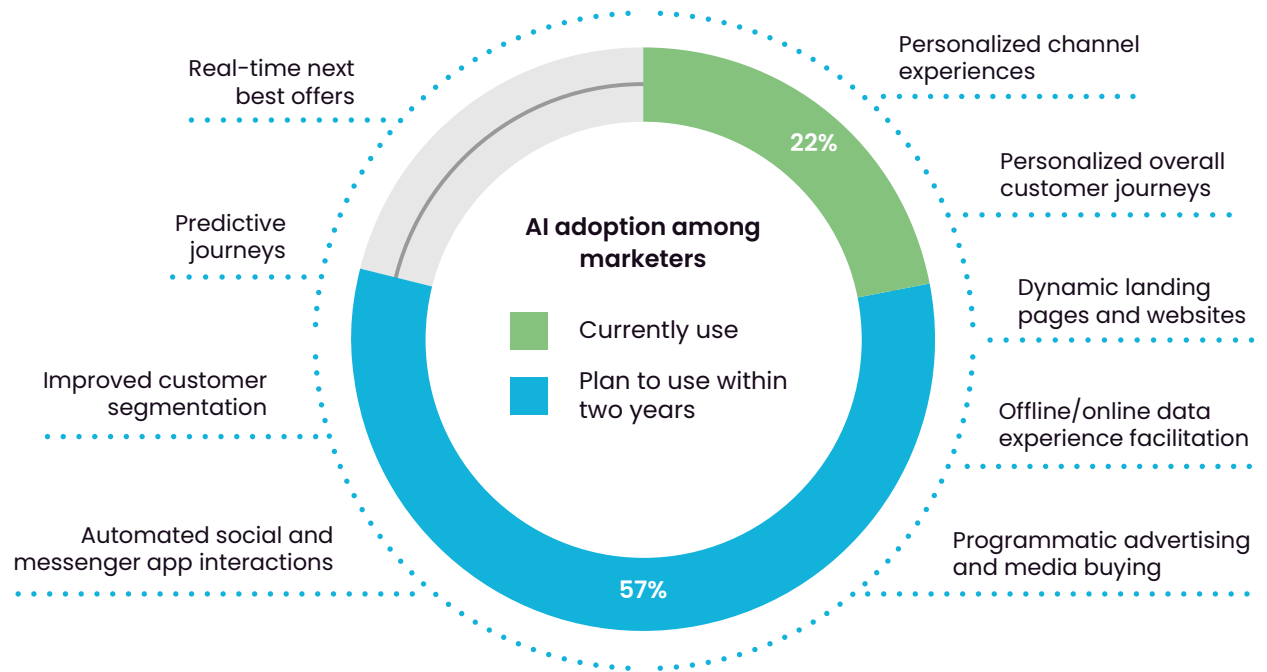 Real-time next
best offers
Predictive
journeys
Improved customer
segmentation
Automated social and
messenger app interactions
22%
AI adoption among
marketers
Currently use
Plan to use within
two years
57%
Personalized channel
experiences
Personalized overall
customer journeys
Dynamic landing
pages and websites
Offline/online data
experience facilitation
Programmatic advertising
and media buying